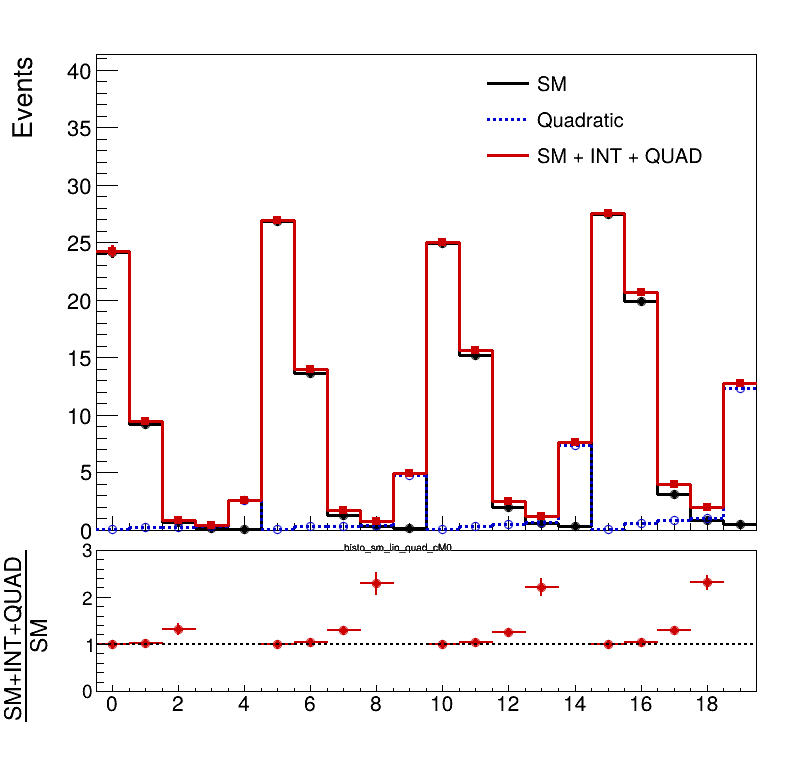 Events
40
35
30
25
20
15
10
5
0
SM
Quadratic
SM + INT + QUAD
histo_sm_lin_quad_cM0
SM+INT+QUAD
SM
3
2
1
0
0 2 4 6 8 10 12 14 16 18